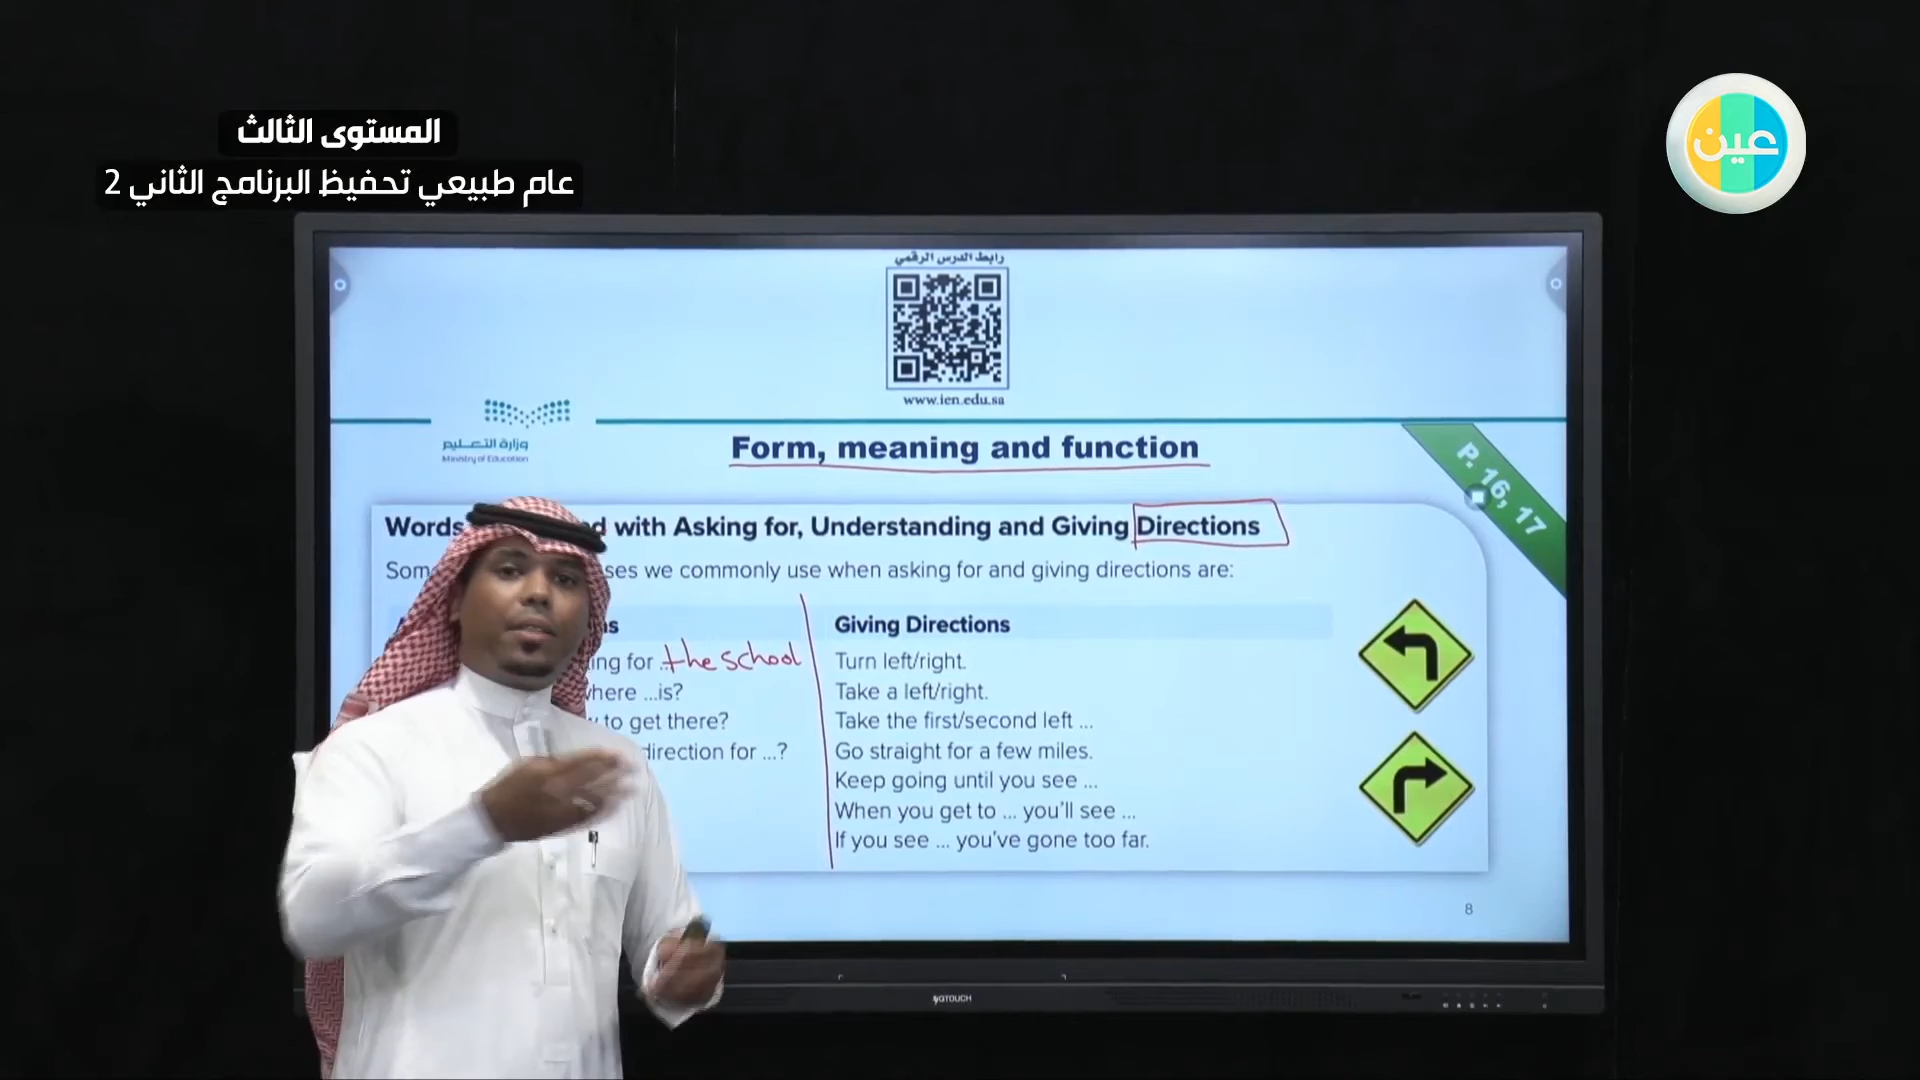 المستوى الثالث
عام طبيعي تحفيظ البرنامج الثاني 2
عين
رابط الدرس الرقمي
www.ien.edu.sa
وزارة التعليم
Ministry of Education
Form, meaning and function
P. 16, 17
Words with Asking for, Understanding and Giving Directions
we commonly use when asking for and giving directions are:
Giving Directions
for ... the school
Turn left/right.
where ...is?
Take a left/right.
to get there?
Take the first/second left ...
direction for ...?
Go straight for a few miles.
Keep going until you see ...
When you get to ... you'll see ...
If you see ... you've gone too far.
8
QTOUCH